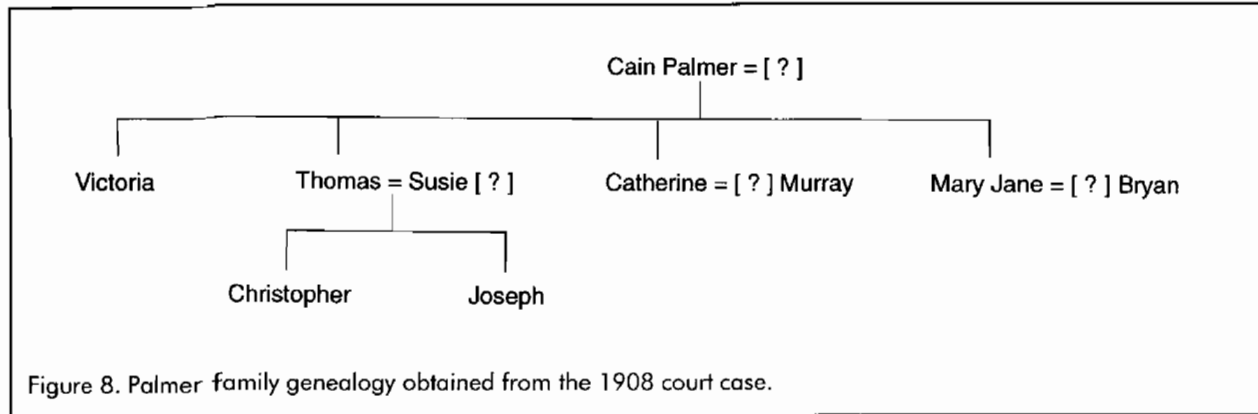 Cain Palmer = [ ? ]
Victoria Thomas = Susie [ ? ] Catherine = [ ? ] Murray Mary Jane = [ ? ] Bryan
Christopher Joseph
Figure 8. Palmer family genealogy obtained from the 1908 court case.